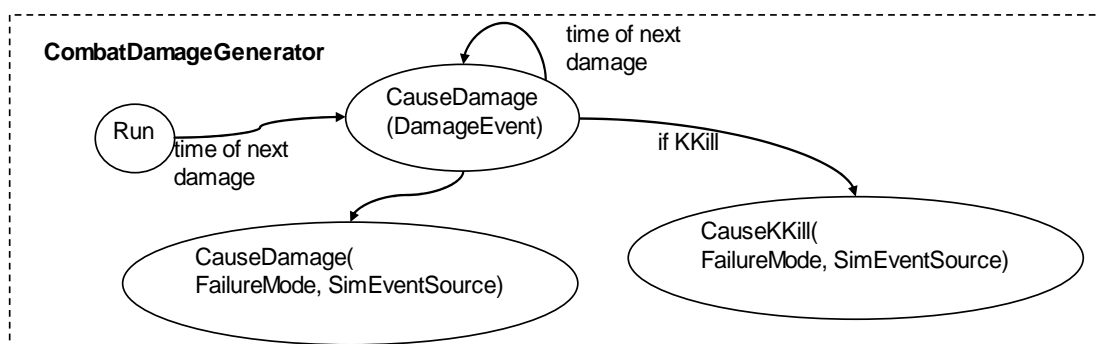 CombatDamageGenerator
time of next
damage
CauseDamage
(DamageEvent)
Run
time of next
damage
if KKill
CauseDamage(
FailureMode, SimEventSource)
CauseKKill(
FailureMode, SimEventSource)